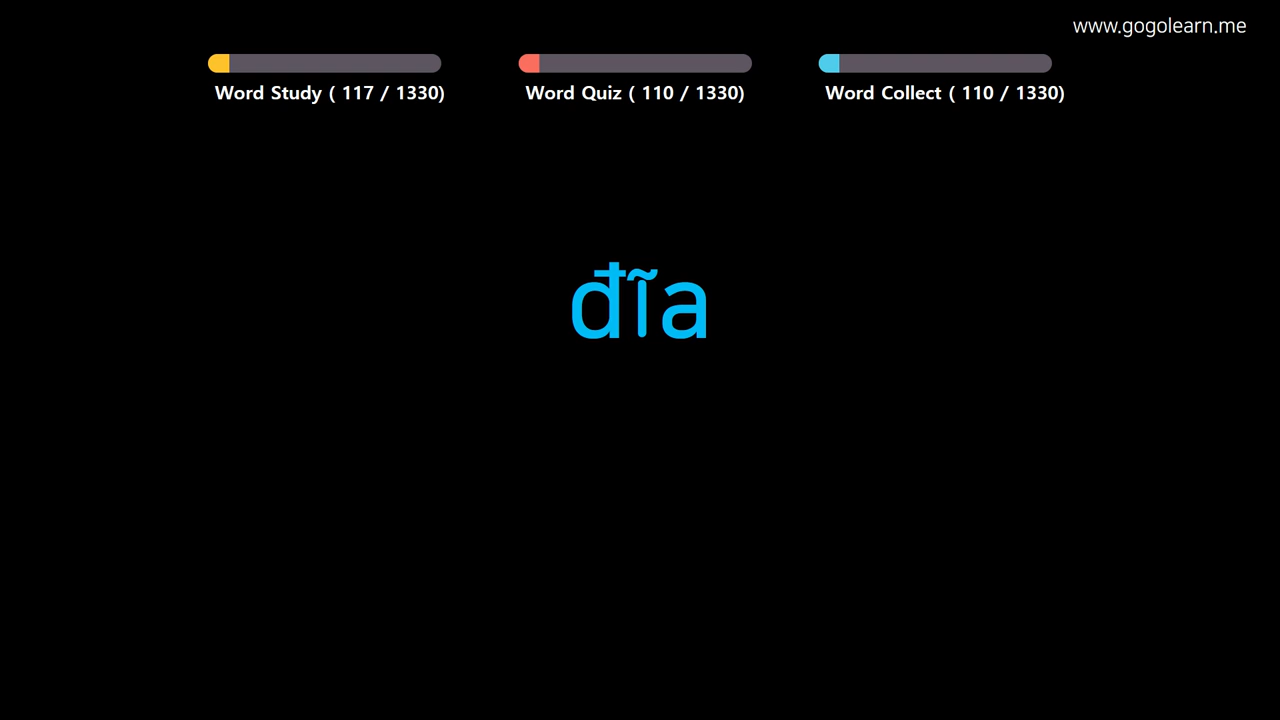 www.gogolearn.me
Word Study ( 117 / 1330)
Word Quiz ( 110 / 1330)
Word Collect ( 110 / 1330)
đĩa